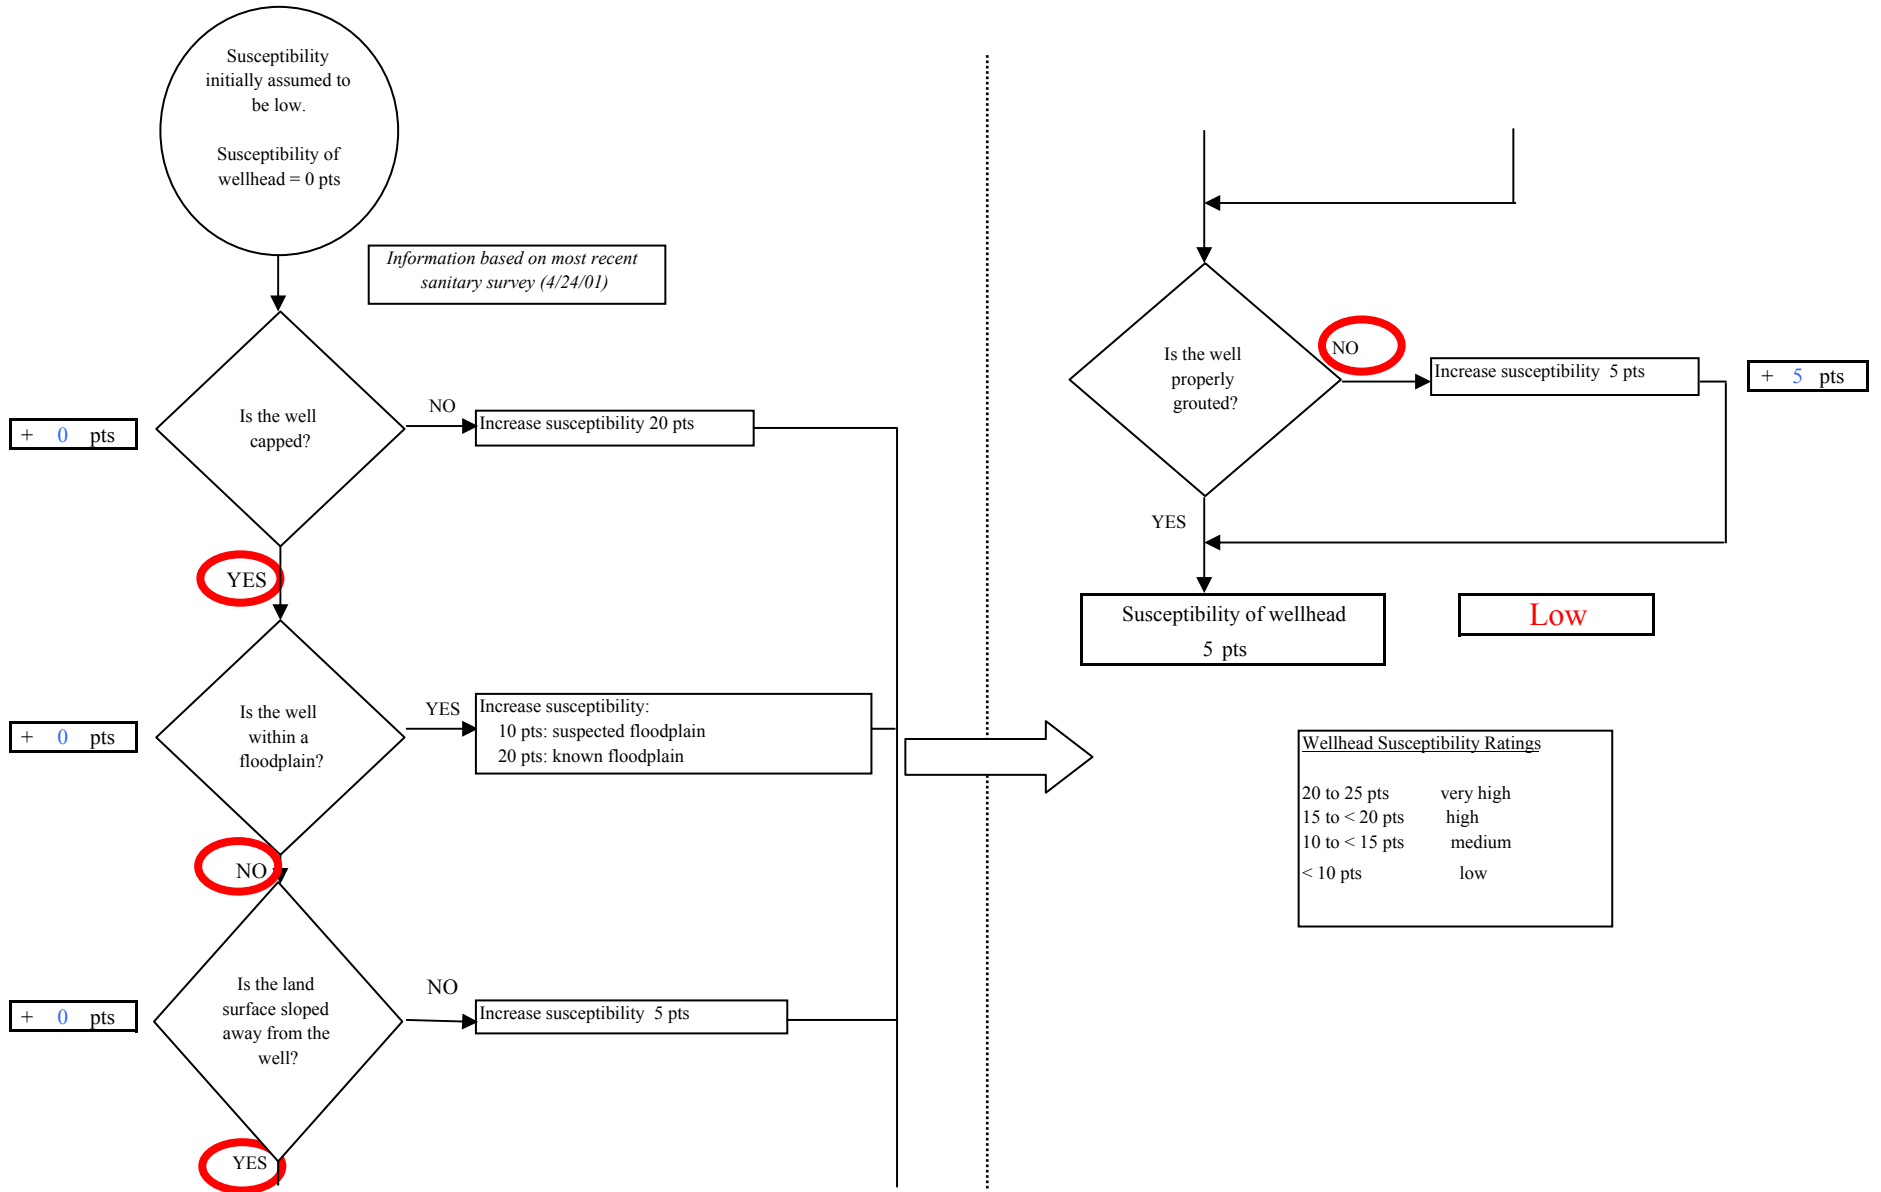 Susceptibility
initially assumed to
be low.
Susceptibility of
wellhead = 0 pts
Information based on most recent
sanitary survey (4/24/01)
Is the well
capped?
NO
Increase susceptibility 20 pts
+ 0 pts
YES
Is the well
within a
floodplain?
YES
Increase susceptibility:
10 pts: suspected floodplain
20 pts: known floodplain
+ 0 pts
NO
Is the land
surface sloped
away from the
well?
NO
Increase susceptibility 5 pts
+ 0 pts
YES
Is the well
properly
grouted?
NO
Increase susceptibility 5 pts
+ 5 pts
YES
Susceptibility of wellhead
5 pts
Low
Wellhead Susceptibility Ratings
20 to 25 pts very high
15 to < 20 pts high
10 to < 15 pts medium
< 10 pts low